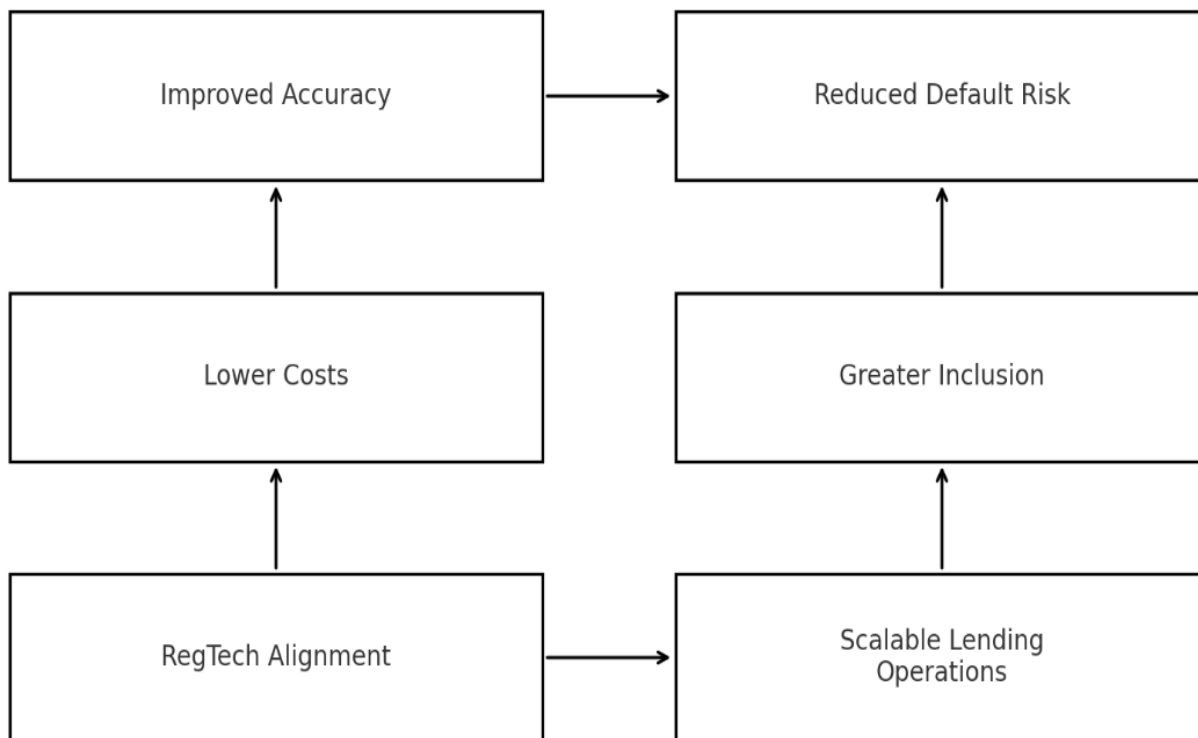 Improved Accuracy
Reduced Default Risk
Lower Costs
Greater Inclusion
RegTech Alignment
Scalable Lending
Operations